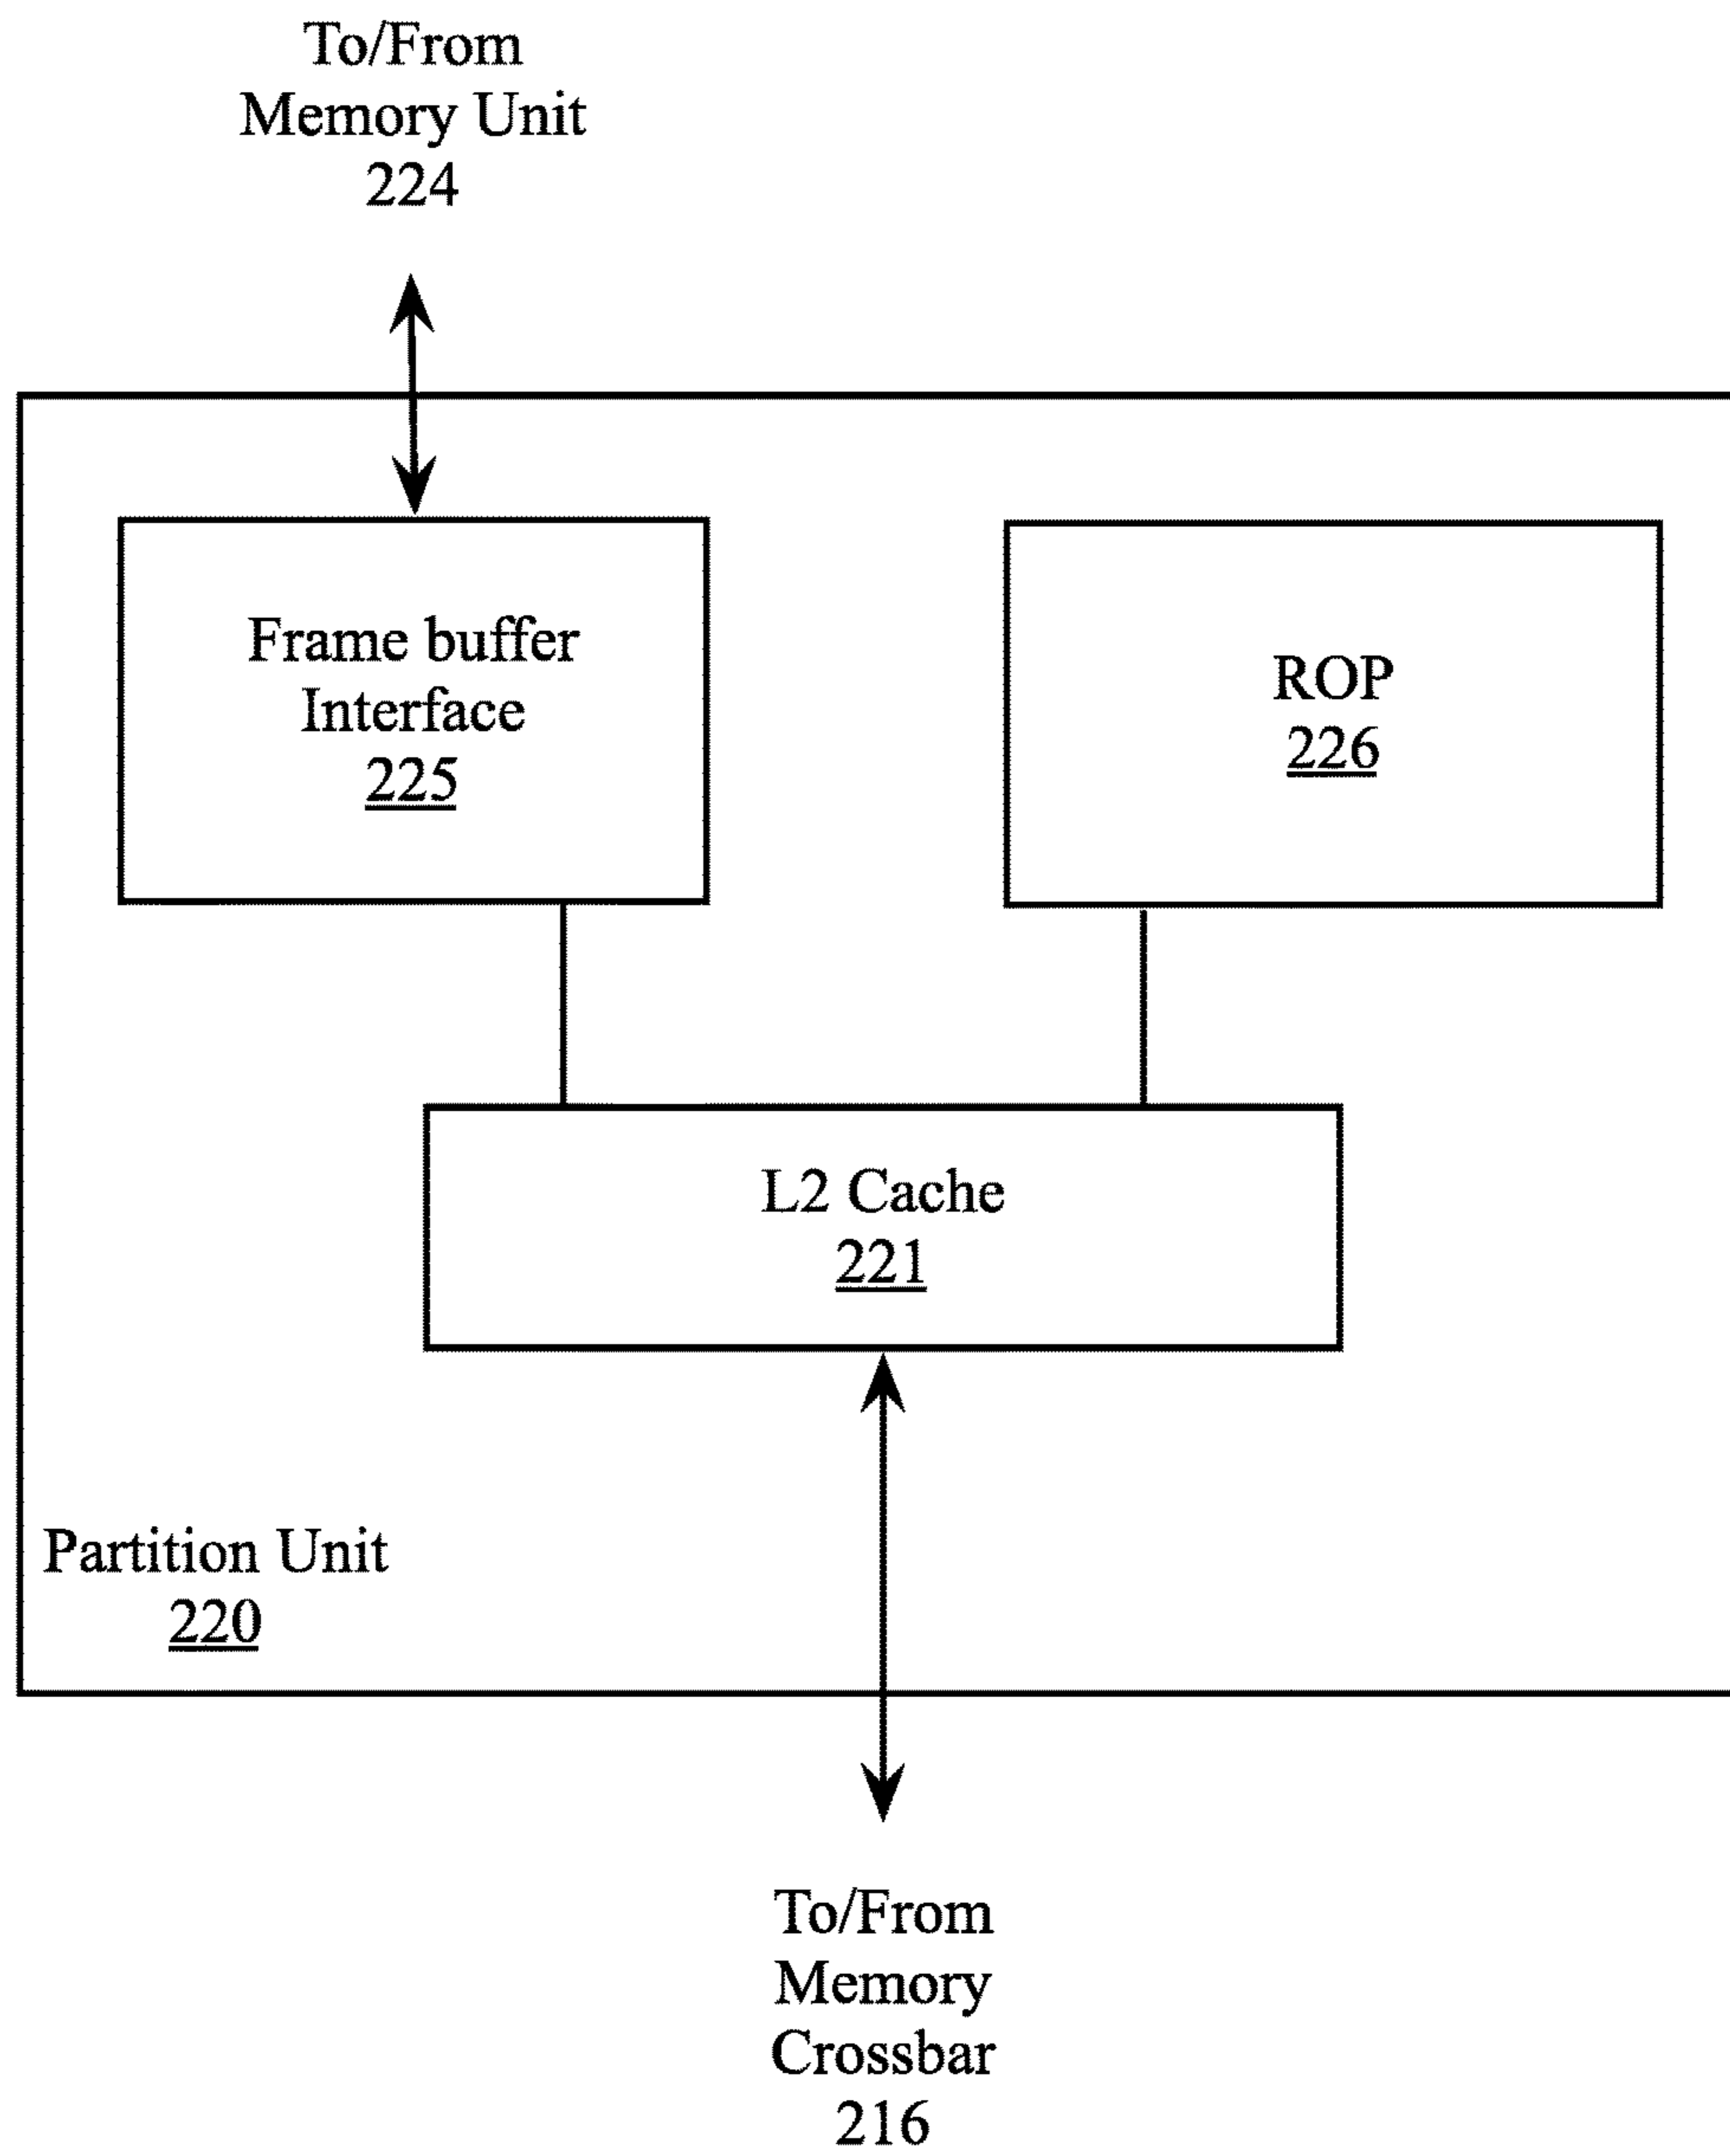 To/From
Memory Unit
224
Frame buffer
Interface
225
ROP
226
L2 Cache
221
Partition Unit
220
To/From
Memory
Crossbar
216